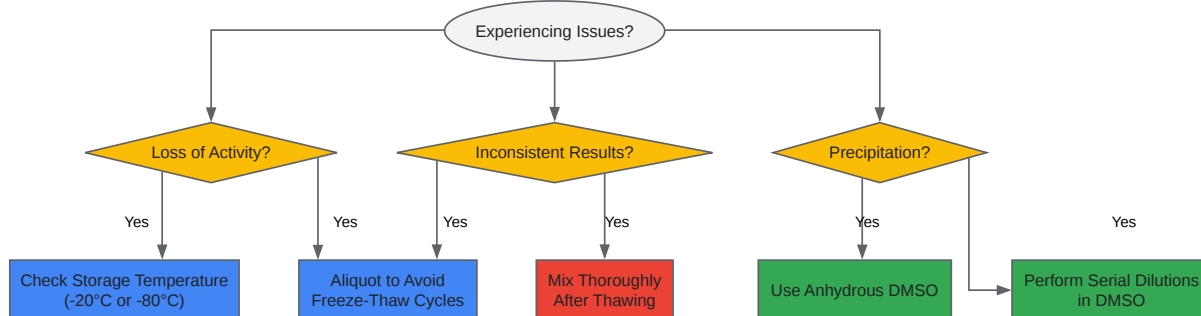 Experiencing Issues?
Loss of Activity?
Inconsistent Results?
Precipitation?
Yes
Yes
Yes
Yes
Yes
Yes
Check Storage Temperature
(-20°C or -80°C)
Aliquot to Avoid
Freeze-Thaw Cycles
Mix Thoroughly
After Thawing
Use Anhydrous DMSO
Perform Serial Dilutions
in DMSO